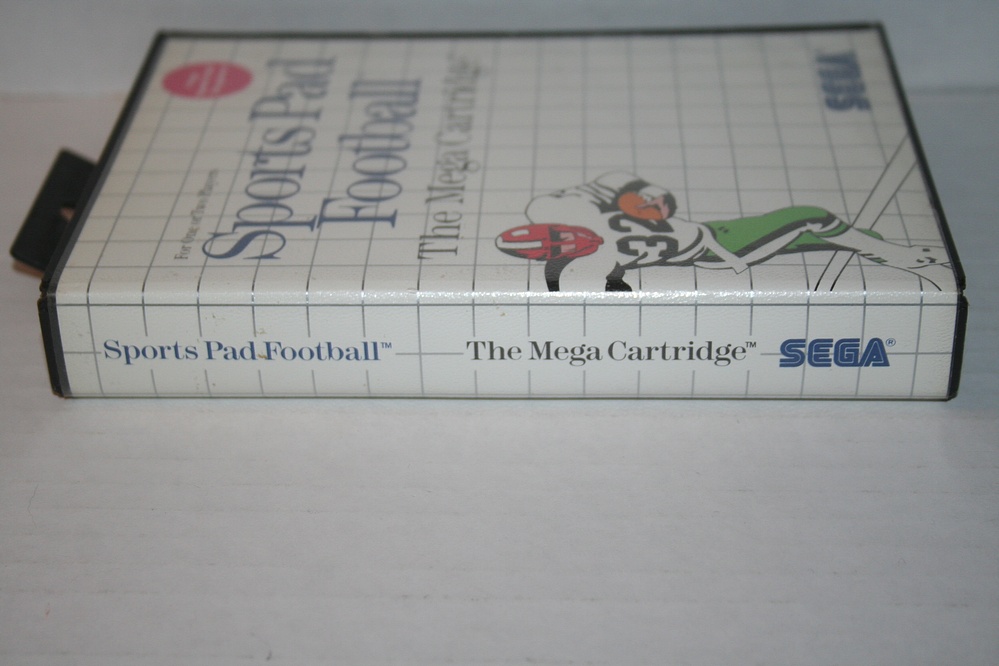 For One or Two Players
Sports Pad
Football
The Mega Cartridge™
SEGA
32
Sports Pad Football™ The Mega Cartridge™ SEGA®